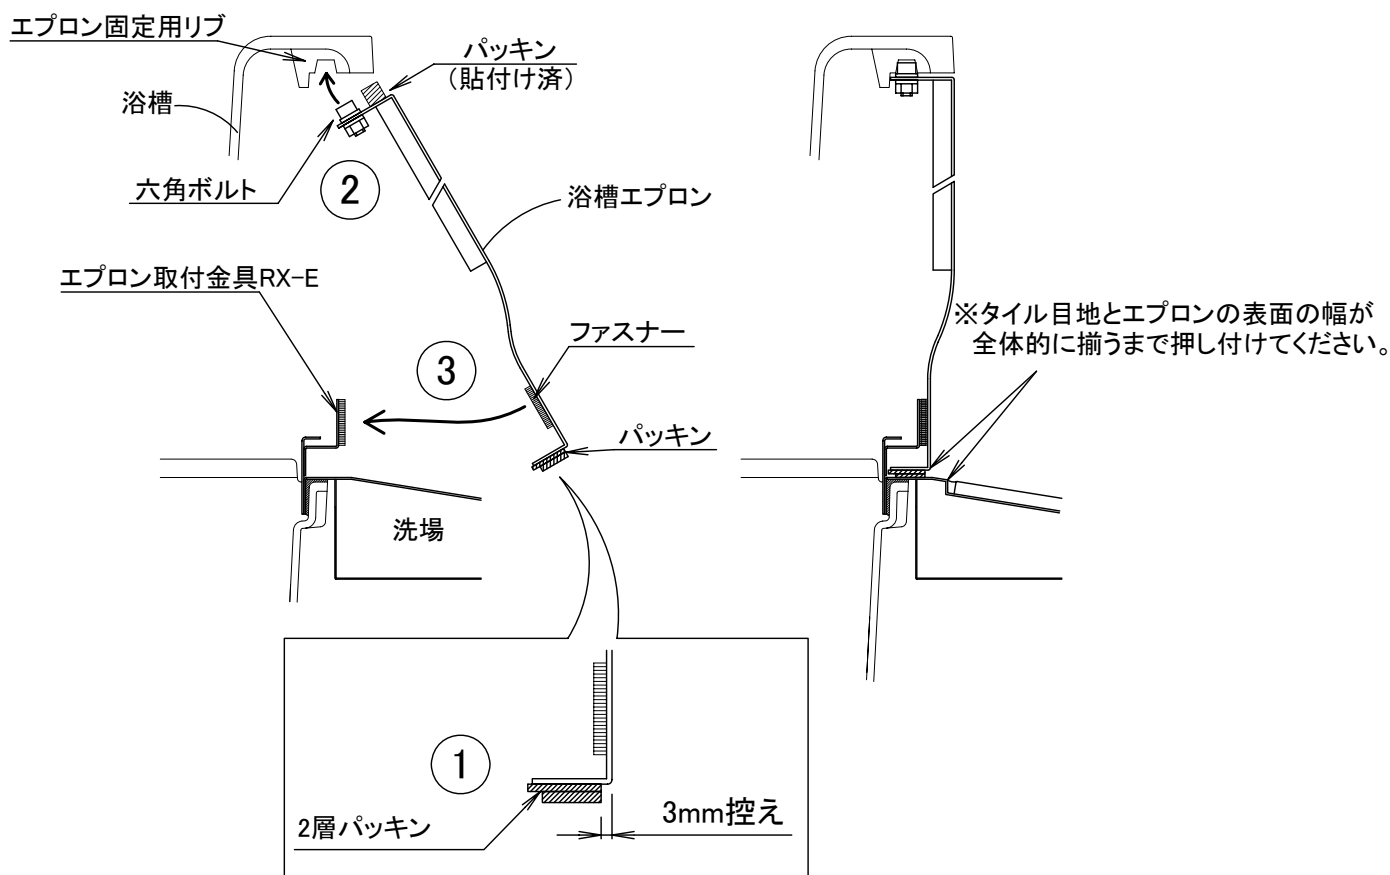 エプロン固定用リブ
パッキン
（貼付け済）
浴槽
六角ボルト
②
浴槽エプロン
エプロン取付金具RX-E
※タイル目地とエプロンの表面の幅が
全体的に揃うまで押し付けてください。
ファスナー
③
パッキン
洗場
①
3mm控え
2層パッキン